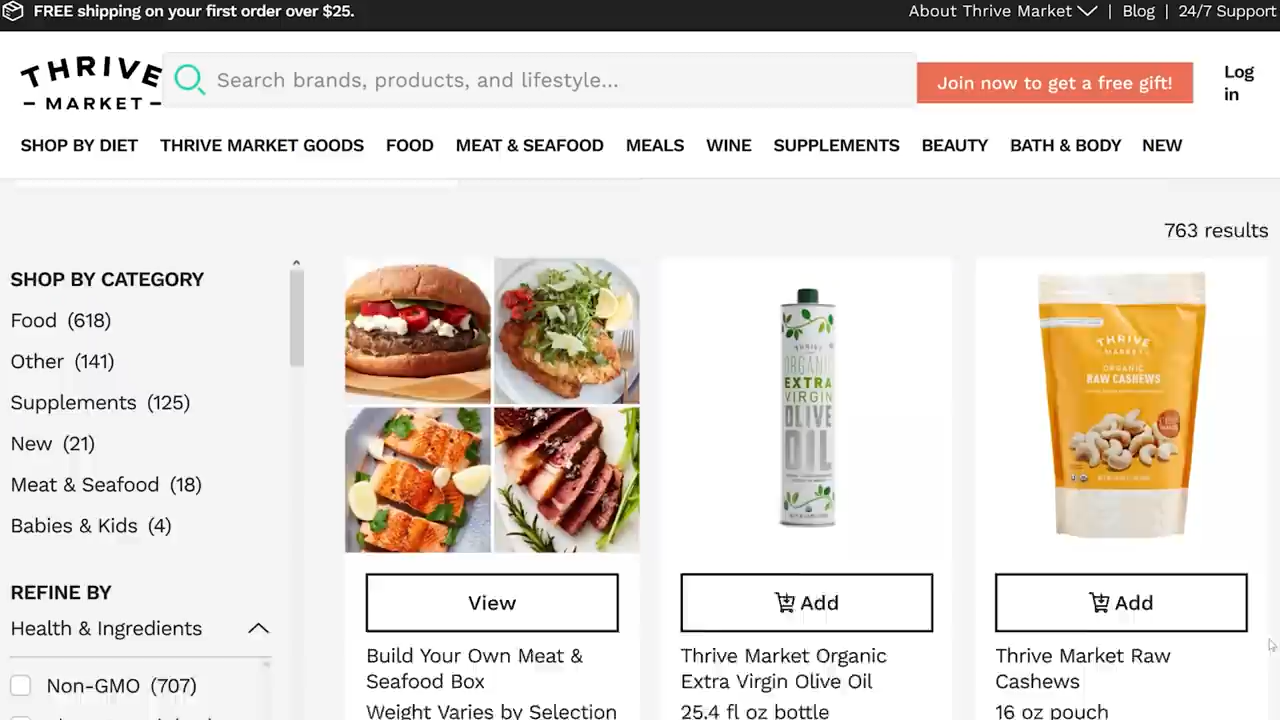 FREE shipping on your first order over $25.
About Thrive Market | Blog | 24/7 Support
THRIVE
MARKET
Search brands, products, and lifestyle...
Join now to get a free gift!
Log
in
SHOP BY DIET THRIVE MARKET GOODS FOOD MEAT & SEAFOOD MEALS WINE SUPPLEMENTS BEAUTY BATH & BODY NEW
763 results
SHOP BY CATEGORY
Food (618)
Other (141)
Supplements (125)
New (21)
Meat & Seafood (18)
Babies & Kids (4)
REFINE BY
Health & Ingredients
Non-GMO (707)
View
Build Your Own Meat &
Seafood Box
Weight Varies by Selection
THRIVE
ORGANIC
EXTRA
VIRGIN
OLIVE
OIL
Add
Thrive Market Organic
Extra Virgin Olive Oil
25.4 fl oz bottle
THRIVE
MARKET
ORGANIC
RAW CASHEWS
Add
Thrive Market Raw
Cashews
16 oz pouch